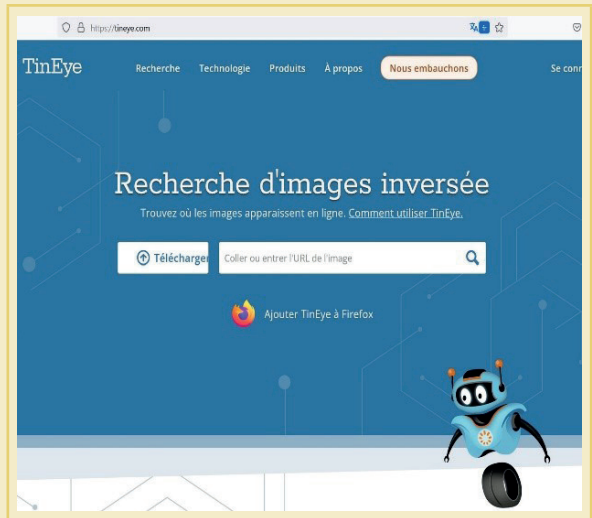 https://tineye.com
TinEye Recherche Technologie Produits À propos Nous embauchons Se conn
Recherche d'images inversée
Trouvez où les images apparaissent en ligne. Comment utiliser TinEye.
Télécharger Coller ou entrer l'URL de l'image
Ajouter TinEye à Firefox